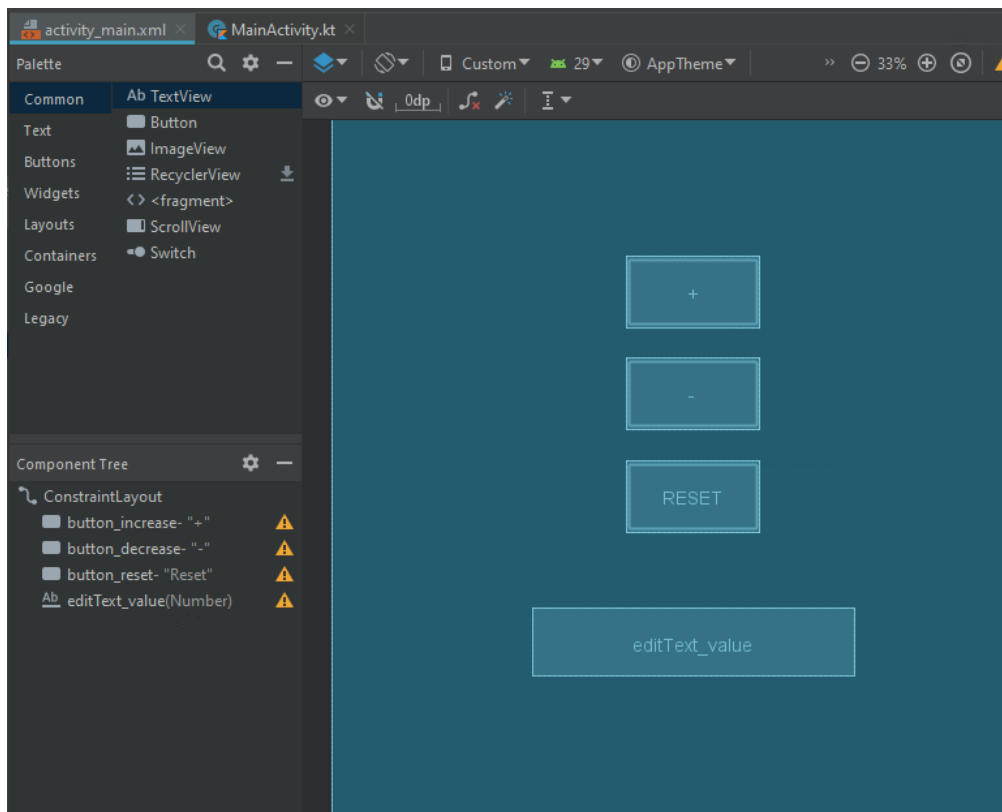 activity_main.xml MainActivity.kt
Palette Custom 29 AppTheme » 33%
0dp
Common
Text
Buttons
Widgets
Layouts
Containers
Google
Legacy
Ab TextView
Button
ImageView
RecyclerView
<> <fragment>
ScrollView
Switch
+
-
RESET
editText_value
Component Tree
ConstraintLayout
button_increase- "+"
button_decrease- "-"
button_reset- "Reset"
Ab editText_value(Number)